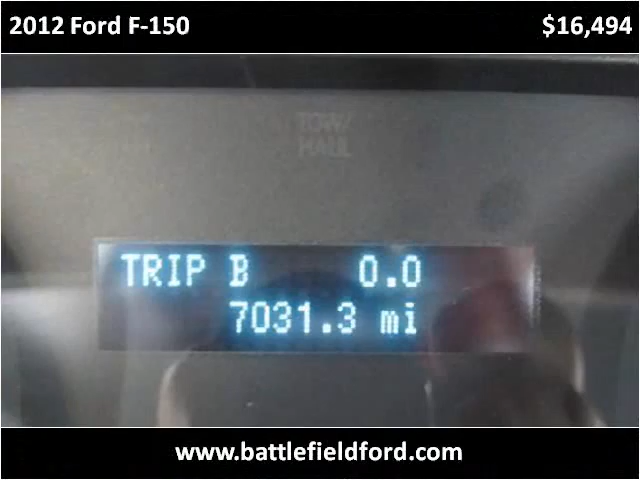 2012 Ford F-150 $16,494
TOW/
HAUL
TRIP B 0.0
7031.3 mi
www.battlefieldford.com